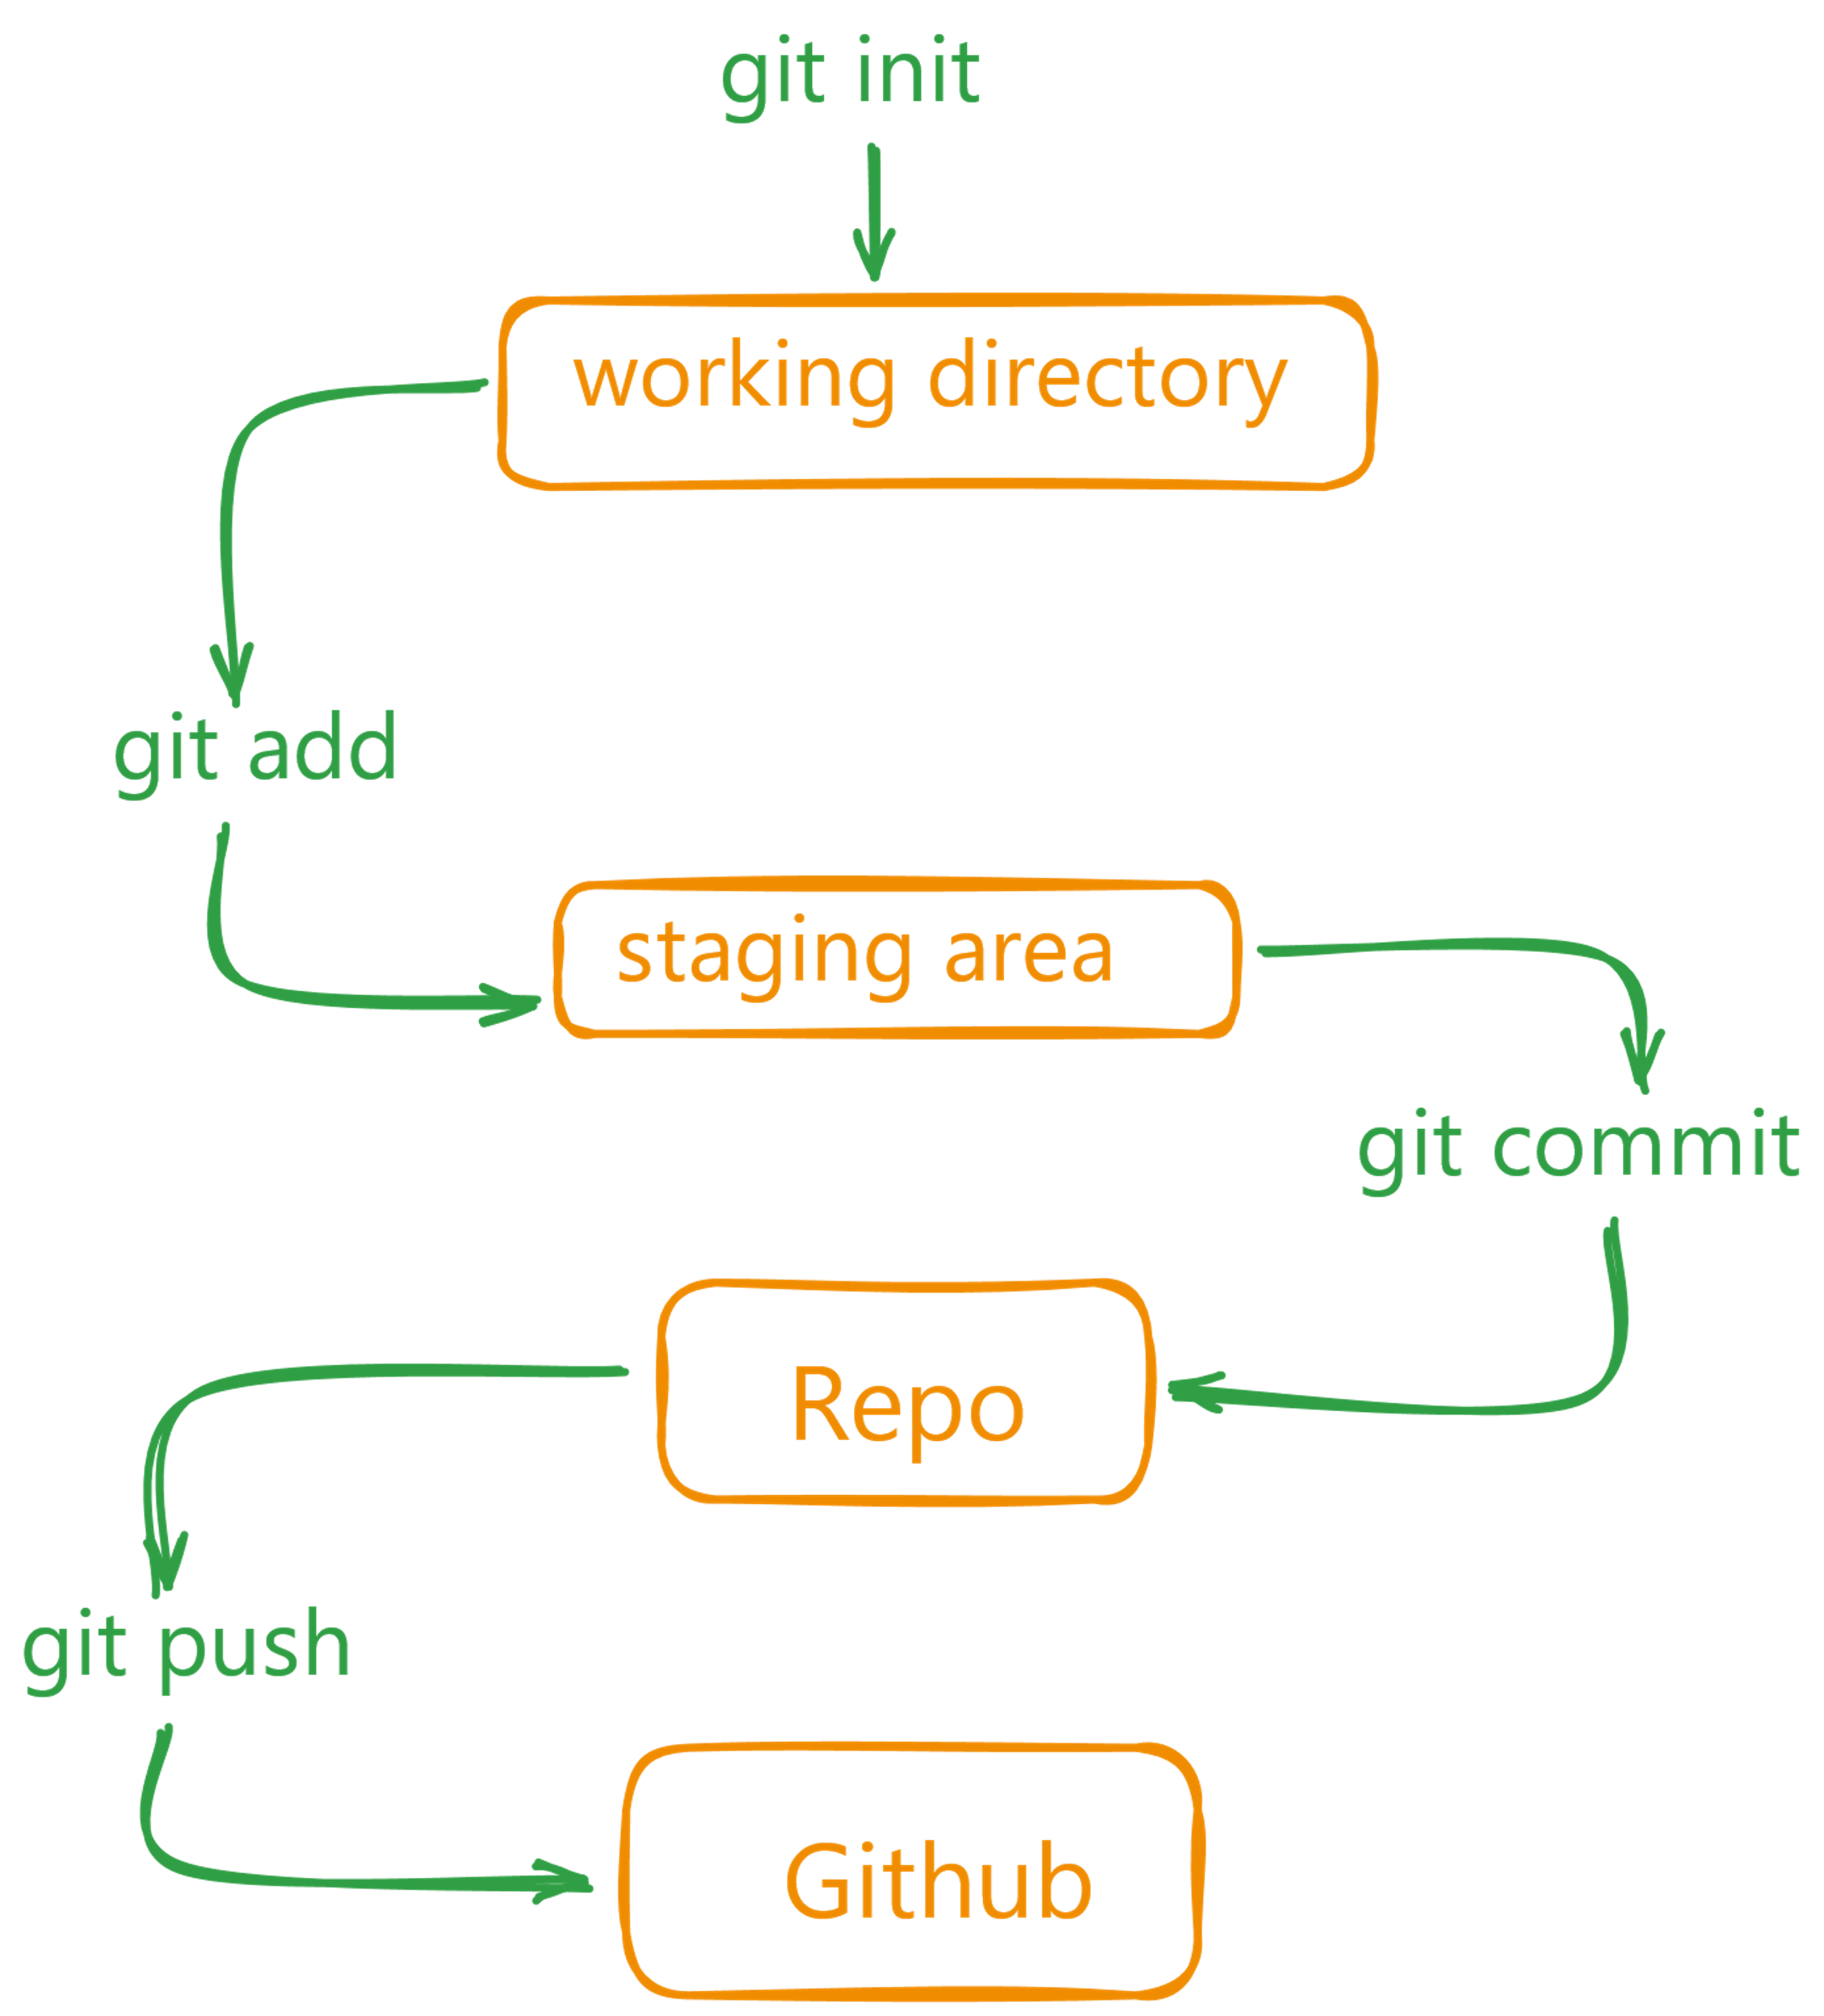 git init
working directory
git add
staging area
git commit
Repo
git push
Github